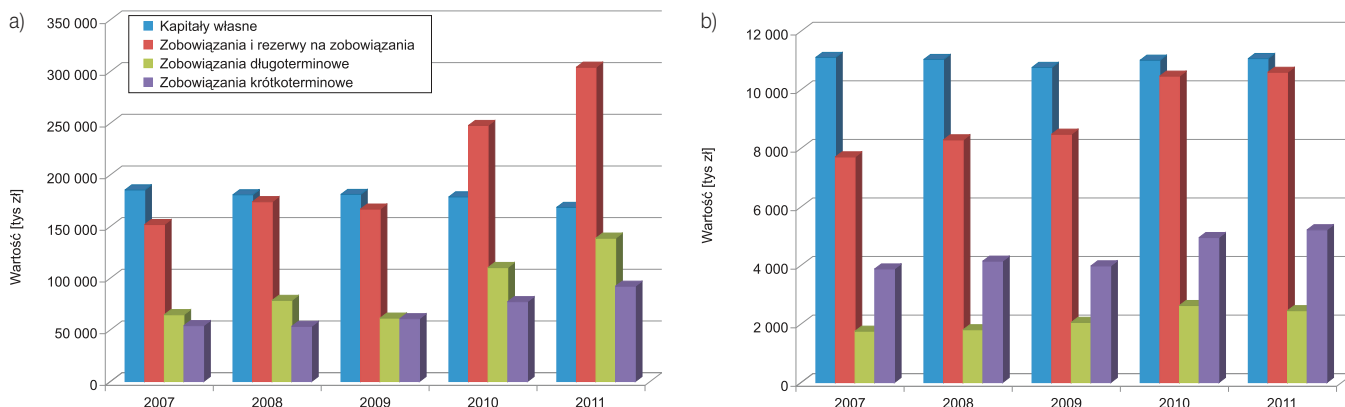 a)
Kapitały własne
Zobowiązania i rezerwy na zobowiązania
Zobowiązania długoterminowe
Zobowiązania krótkoterminowe
Wartość [tys zł]
350 000
300 000
250 000
200 000
150 000
100 000
50 000
0
2007 2008 2009 2010 2011
b)
Wartość [tys zł]
12 000
10 000
8 000
6 000
4 000
2 000
0
2007 2008 2009 2010 2011